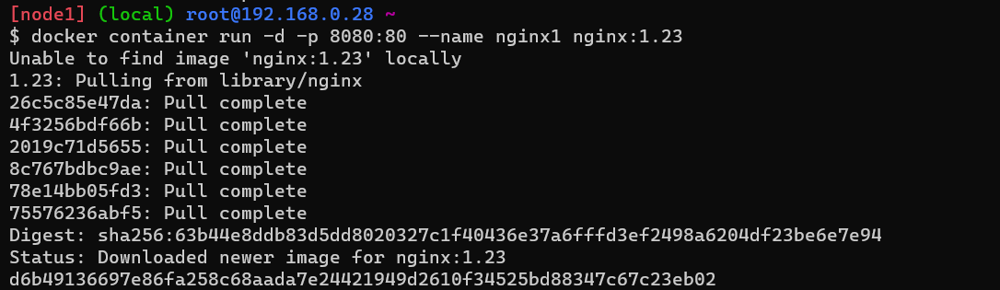 [node1] (local) root@192.168.0.28 ~
$ docker container run -d -p 8080:80 --name nginx1 nginx:1.23
Unable to find image 'nginx:1.23' locally
1.23: Pulling from library/nginx
26c5c85e47da: Pull complete
4f3256bdf66b: Pull complete
2019c71d5655: Pull complete
8c767bdbc9ae: Pull complete
78e14bb05fd3: Pull complete
75576236abf5: Pull complete
Digest: sha256:63b44e8ddb83d5dd8020327c1f40436e37a6fffd3ef2498a6204df23be6e7e94
Status: Downloaded newer image for nginx:1.23
d6b49136697e86fa258c68aada7e24421949d2610f34525bd88347c67c23eb02